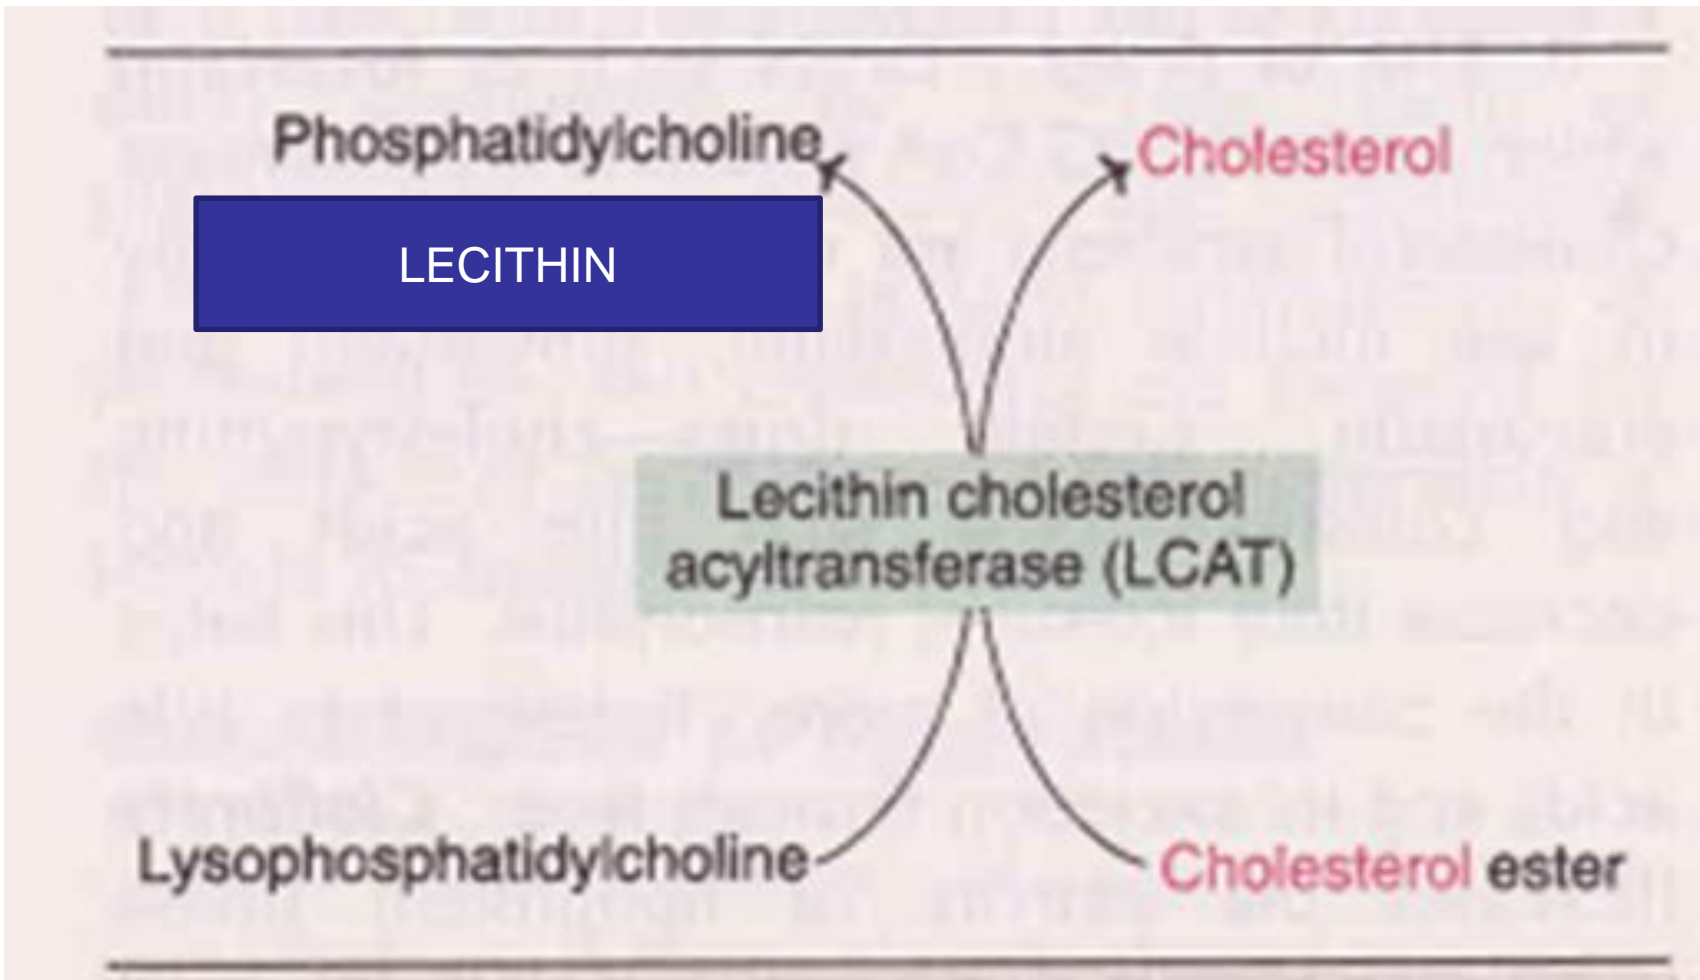 Phosphatidylcholine
Cholesterol
LECITHIN
Lecithin cholesterol
acyltransferase (LCAT)
Lysophosphatidylcholine
Cholesterol ester